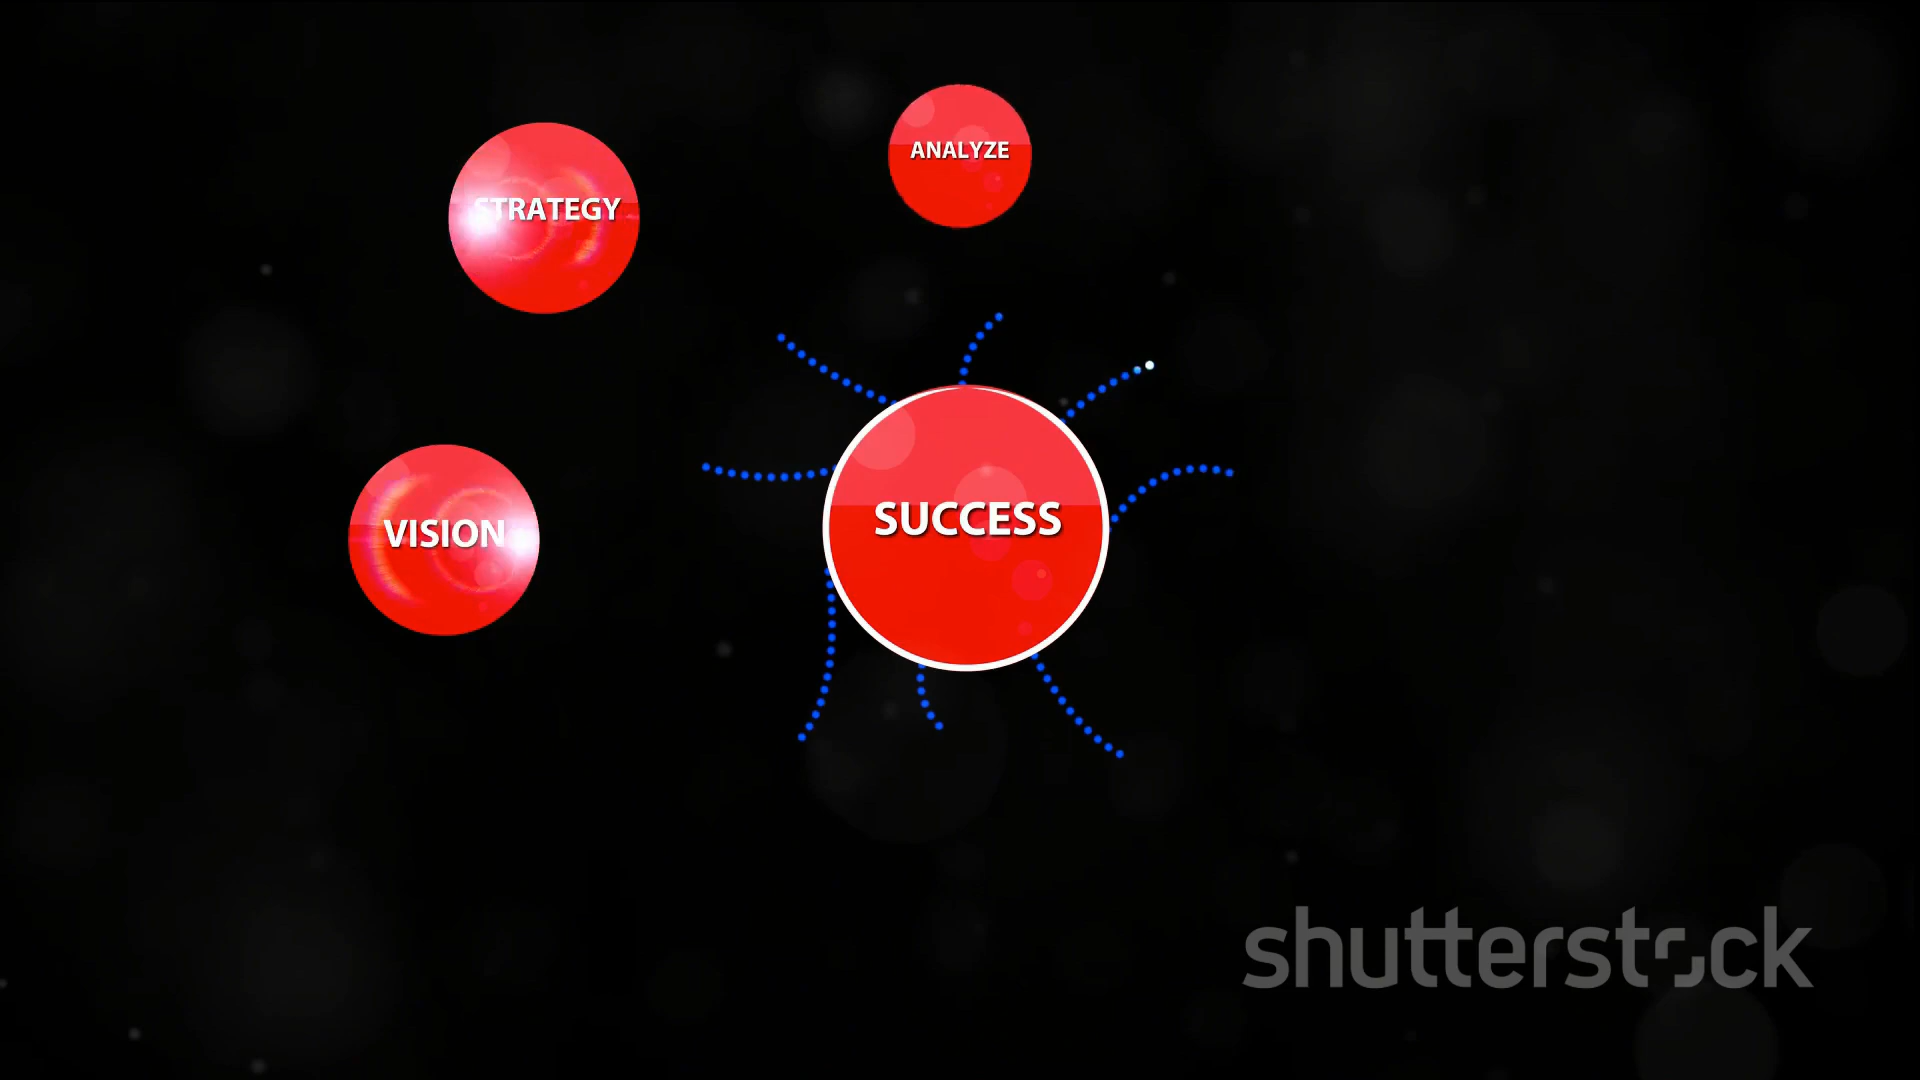 ANALYZE
STRATEGY
SUCCESS
VISION
shutterstock